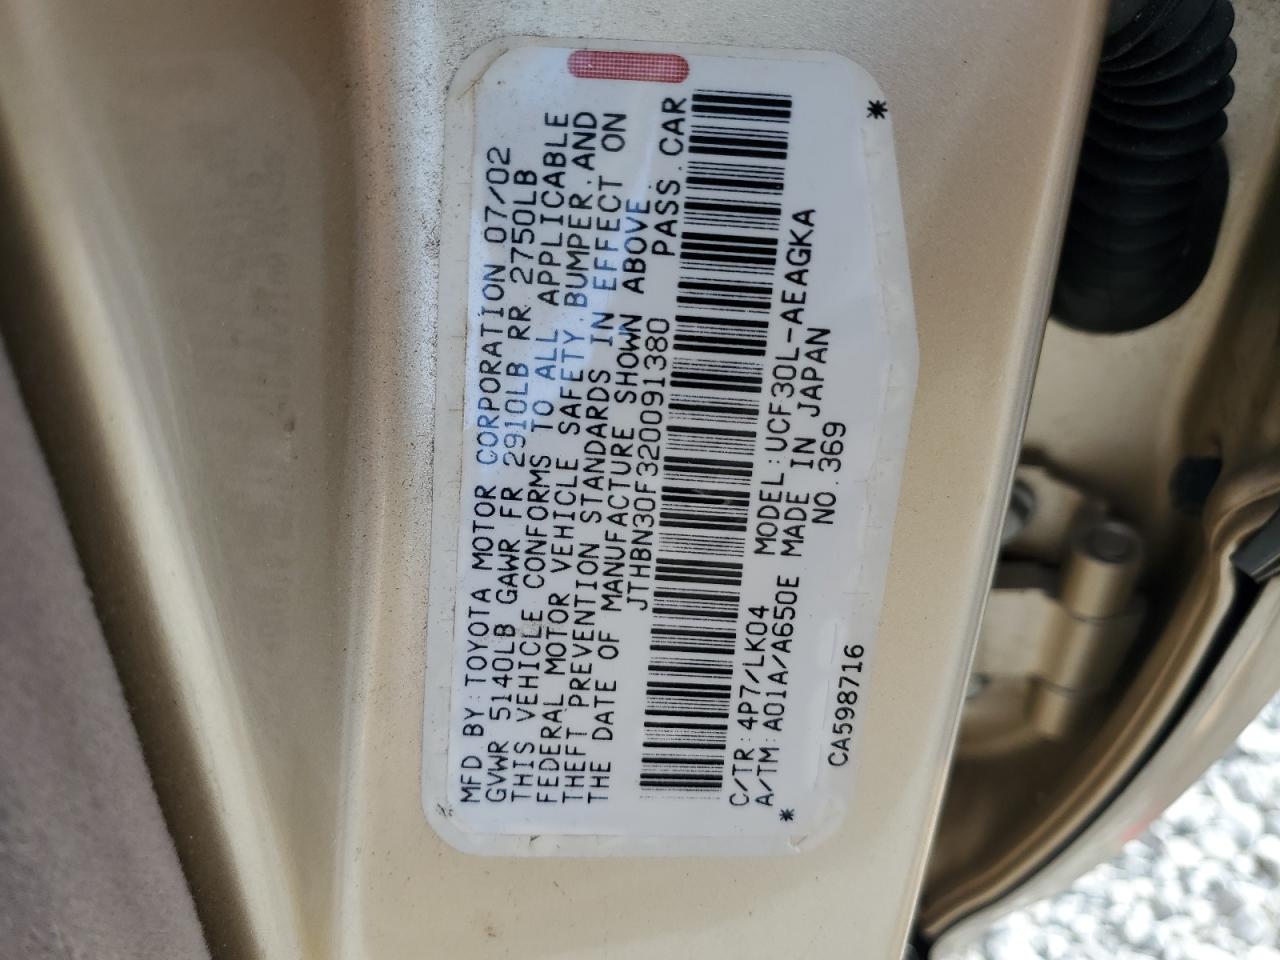 MFD BY:TOYOTA MOTOR CORPORATION 07/02
GVWR 5140LB GAWR FR 2910LB RR 2750LB
THIS VEHICLE CONFORMS TO ALL APPLICABLE
FEDERAL MOTOR VEHICLE SAFETY,BUMPER,AND
THEFT PREVENTION STANDARDS IN EFFECT ON
THE DATE OF MANUFACTURE SHOWN ABOVE.
JTHBN30F320091380 PASS. CAR
C/TR:4P7/LK04 MODEL:UCF30L-AEAGKA
A/TM:A01A/A650E MADE IN JAPAN
NO.369
* *
CA598716